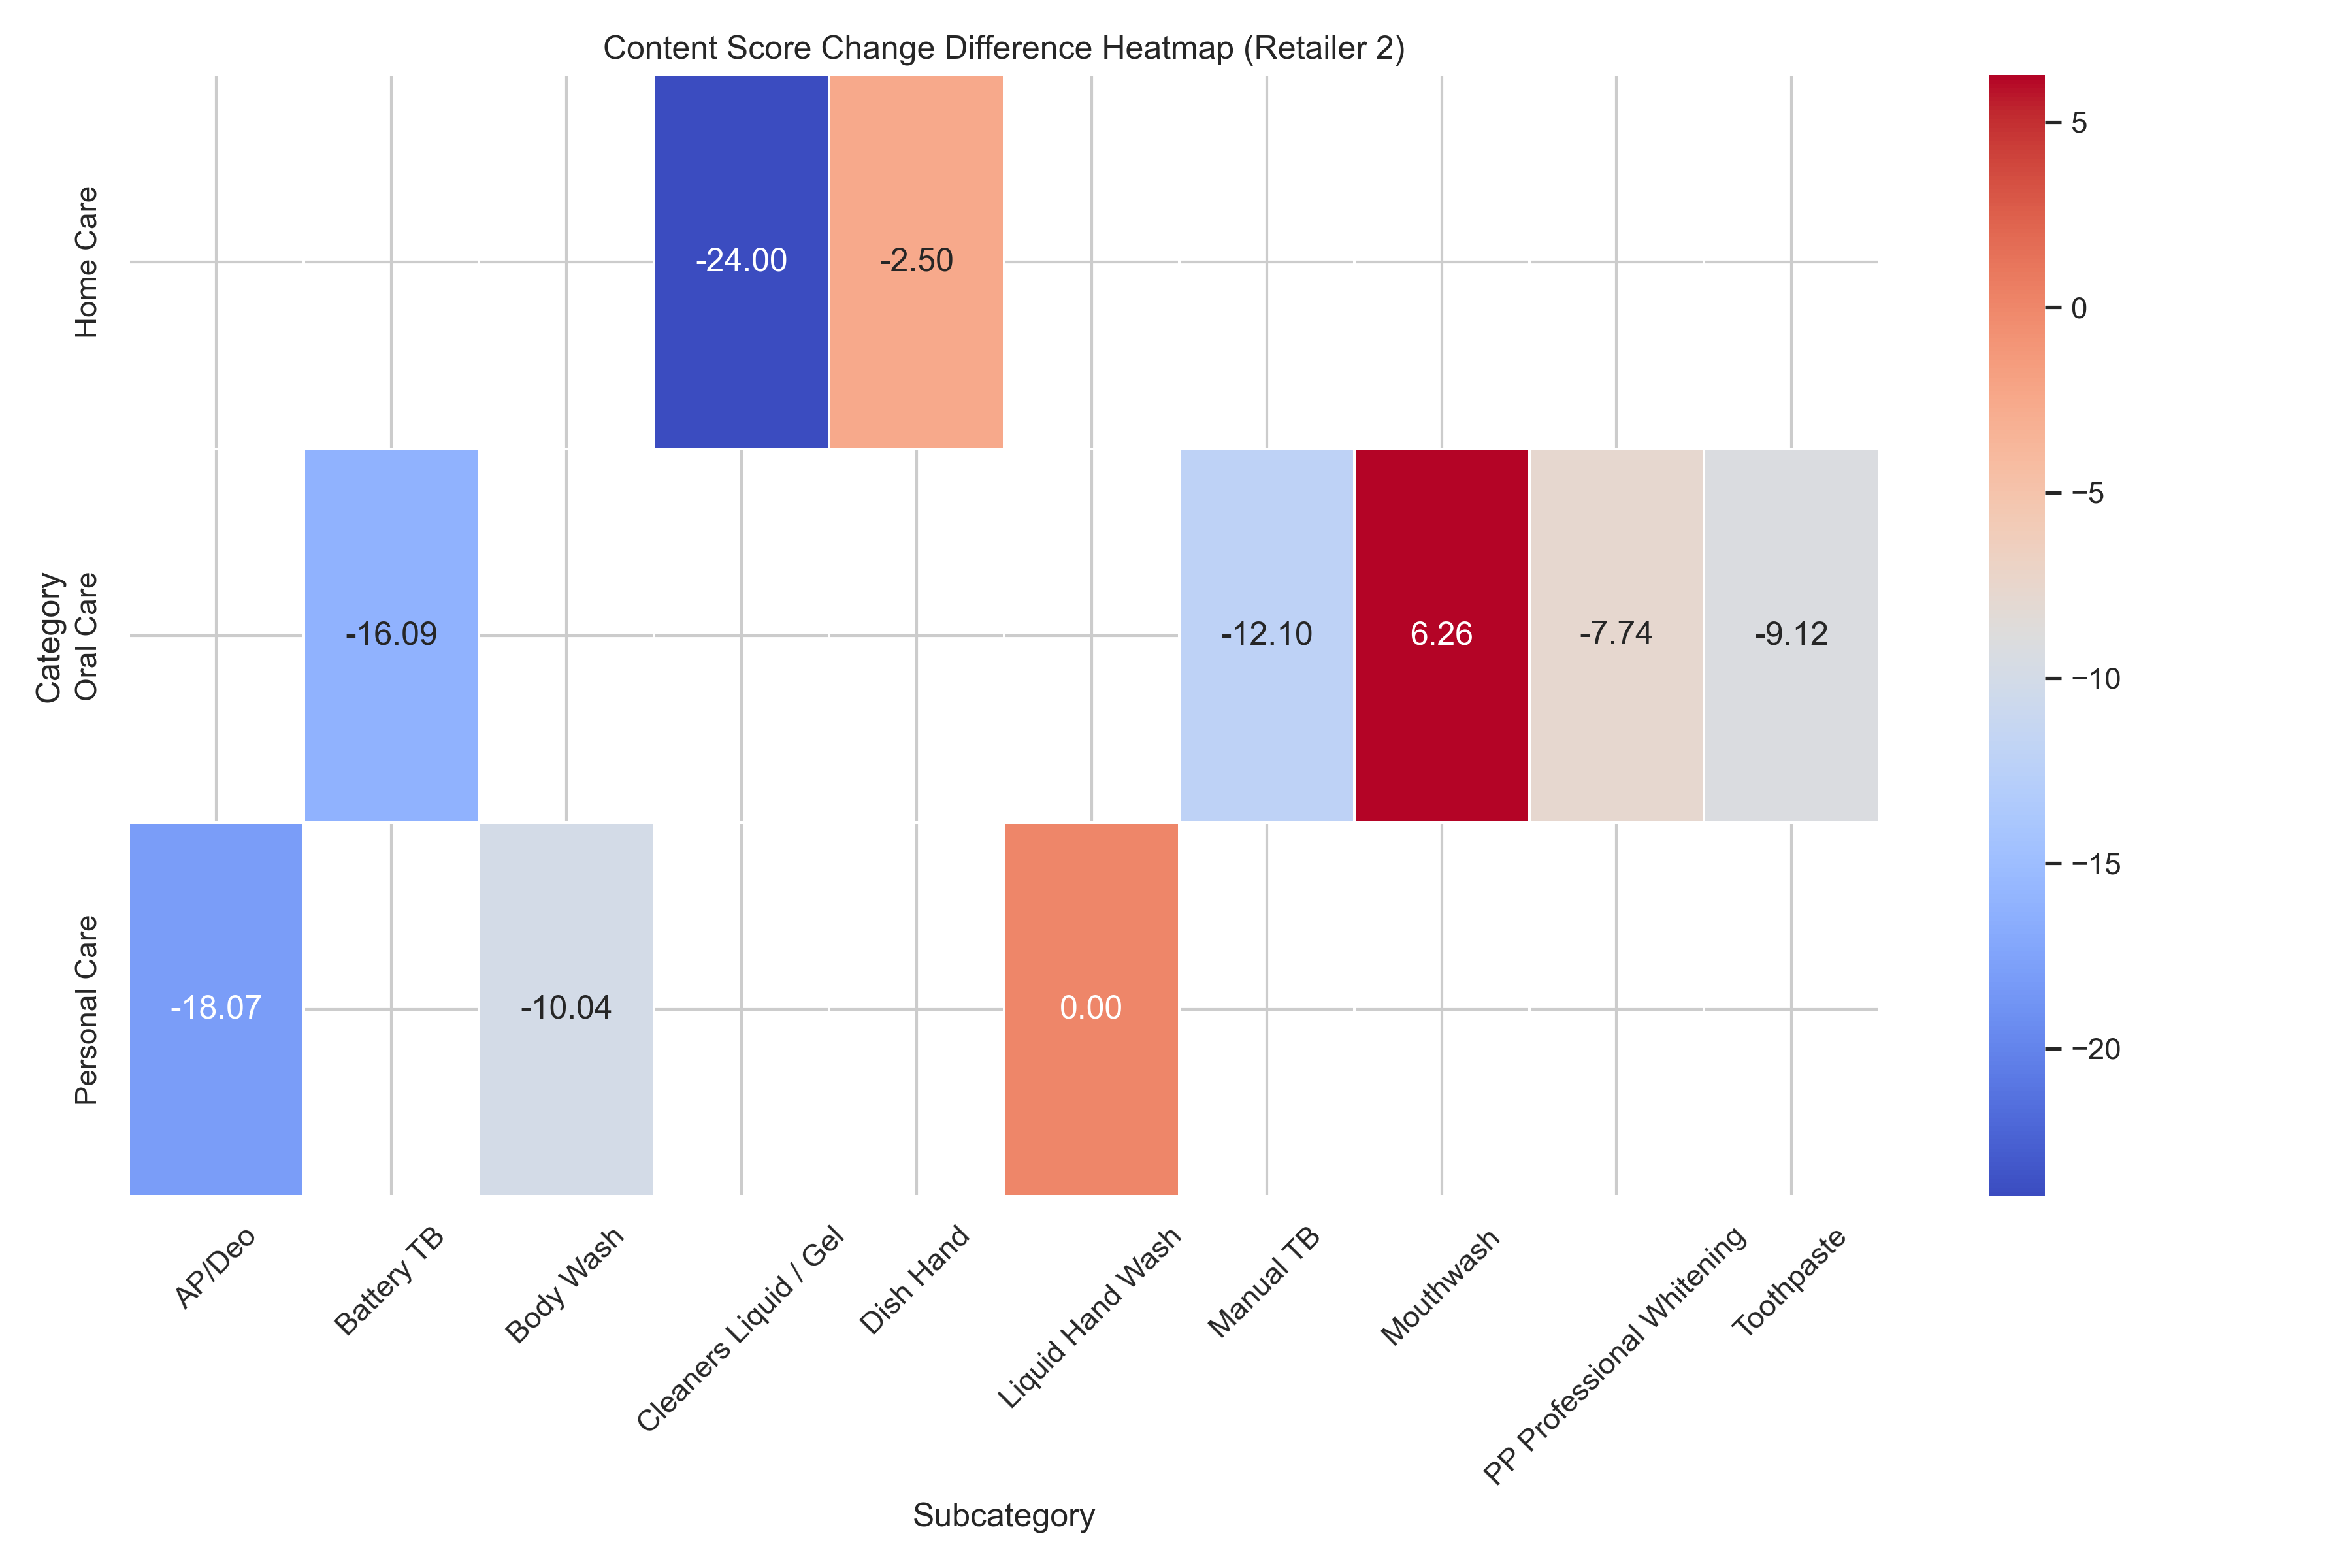 Content Score Change Difference Heatmap (Retailer 2)
Category
Home Care
-24.00
-2.50
Oral Care
-16.09
-12.10
6.26
-7.74
-9.12
Personal Care
-18.07
-10.04
0.00
AP/Deo
Battery TB
Body Wash
Cleaners Liquid / Gel
Dish Hand
Liquid Hand Wash
Manual TB
Mouthwash
PP Professional Whitening
Toothpaste
Subcategory
5
0
−5
−10
−15
−20